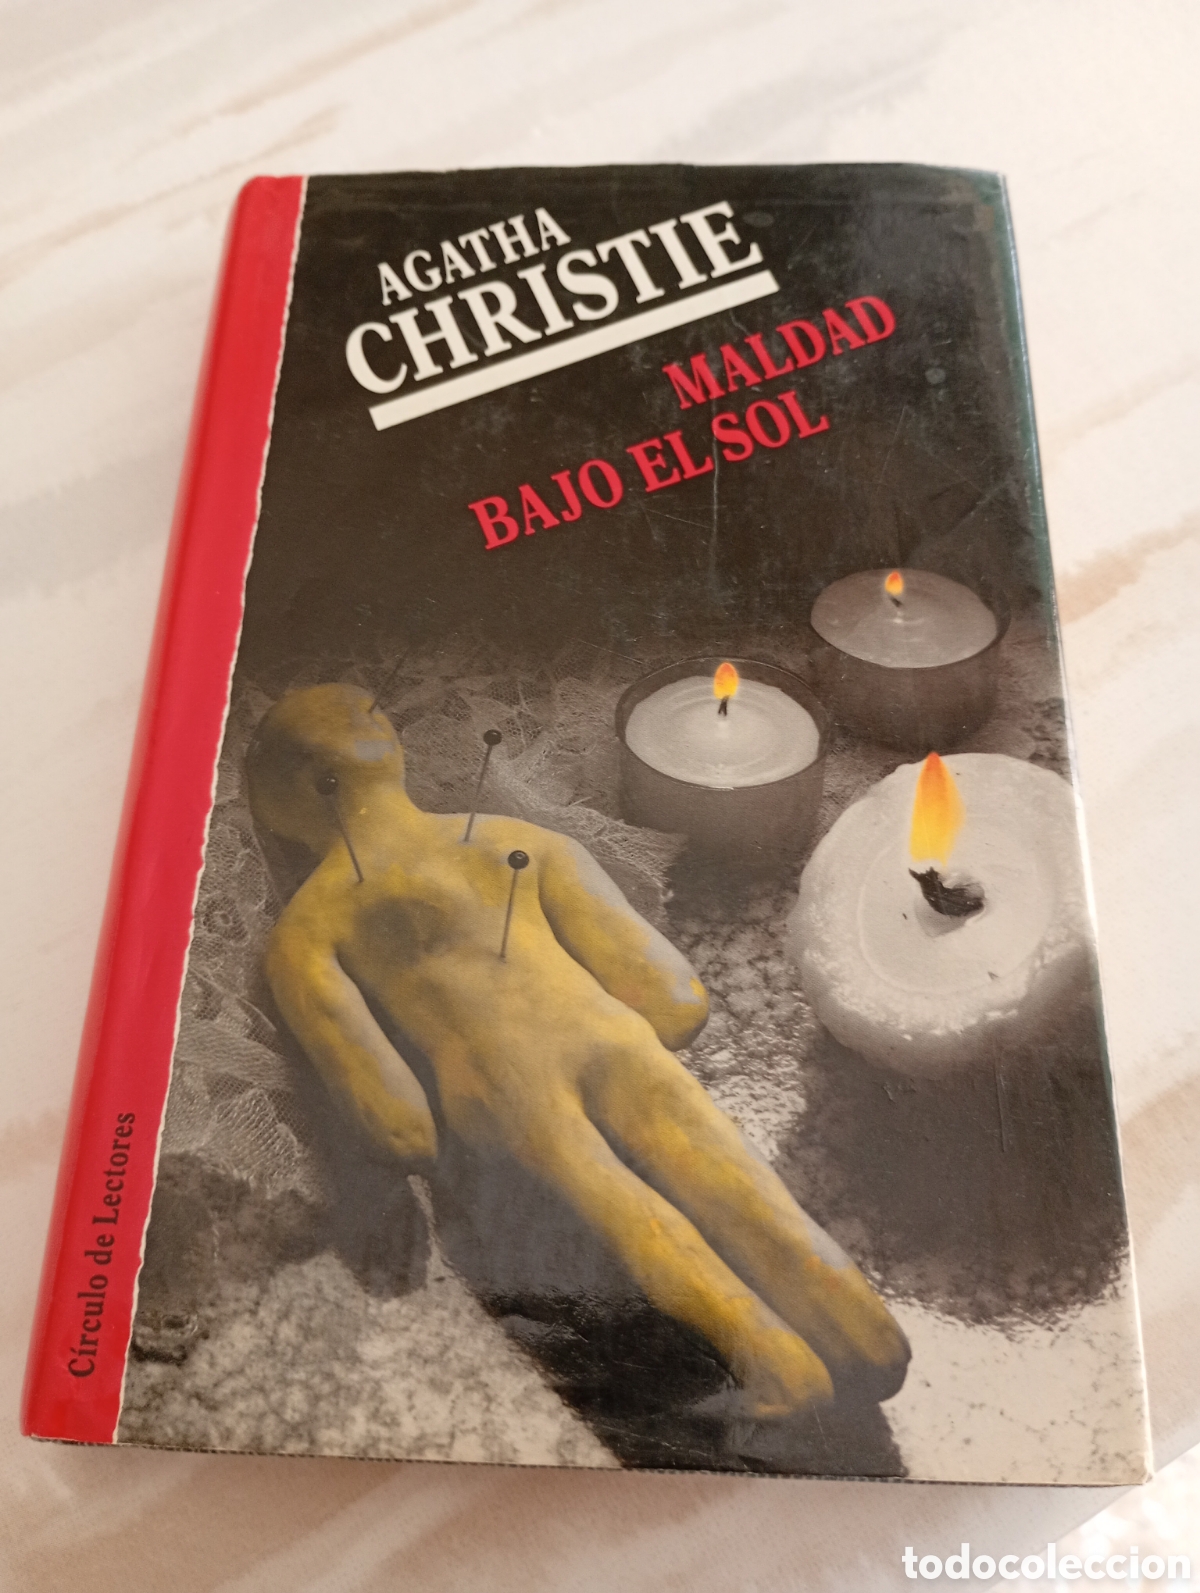 AGATHA
CHRISTIE
MALDAD
BAJO EL SOL
Círculo de Lectores
todocoleccion